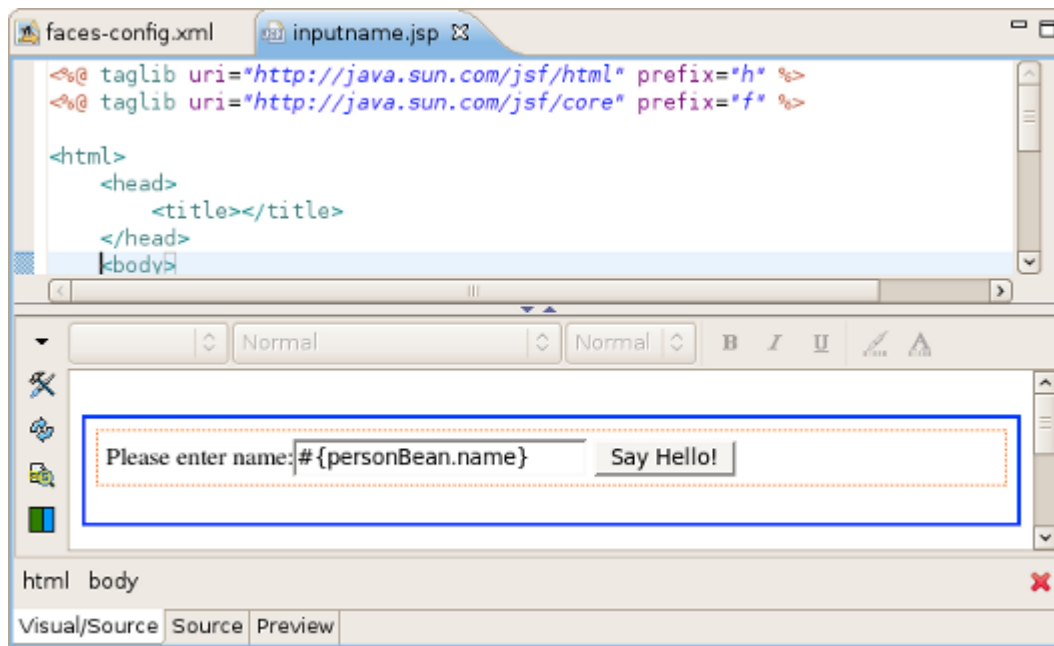 faces-config.xml inputname.jsp
<%@ taglib uri="http://java.sun.com/jsf/html" prefix="h" %>
<%@ taglib uri="http://java.sun.com/jsf/core" prefix="f" %>
<html>
<head>
<title></title>
</head>
<body>
Normal Normal B I U A
Please enter name: #{personBean.name} Say Hello!
html body
Visual/Source Source Preview